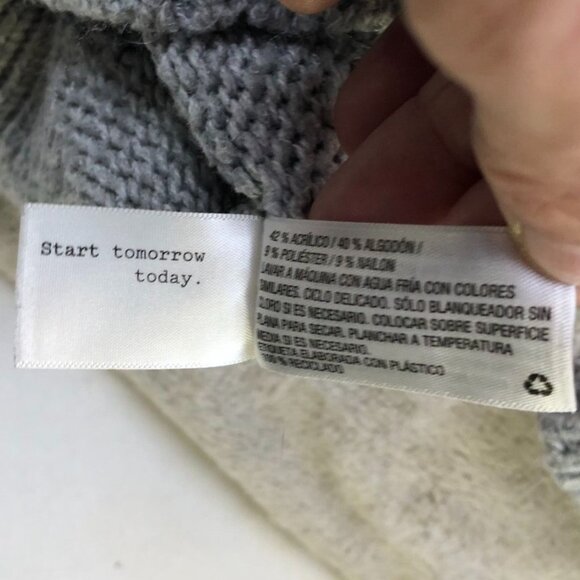 Start tomorrow
today.
42 % ACRÍLICO / 40 % ALGODÓN /
9 % POLIÉSTER / 9 % NAILON
LAVAR A MÁQUINA CON AGUA FRÍA CON COLORES
SIMILARES. CICLO DELICADO. SÓLO BLANQUEADOR SIN
CLORO SI ES NECESARIO. COLOCAR SOBRE SUPERFICIE
PLANA PARA SECAR. PLANCHAR A TEMPERATURA
MEDIA SI ES NECESARIO.
ETIQUETA ELABORADA CON PLÁSTICO
100 % RECICLADO